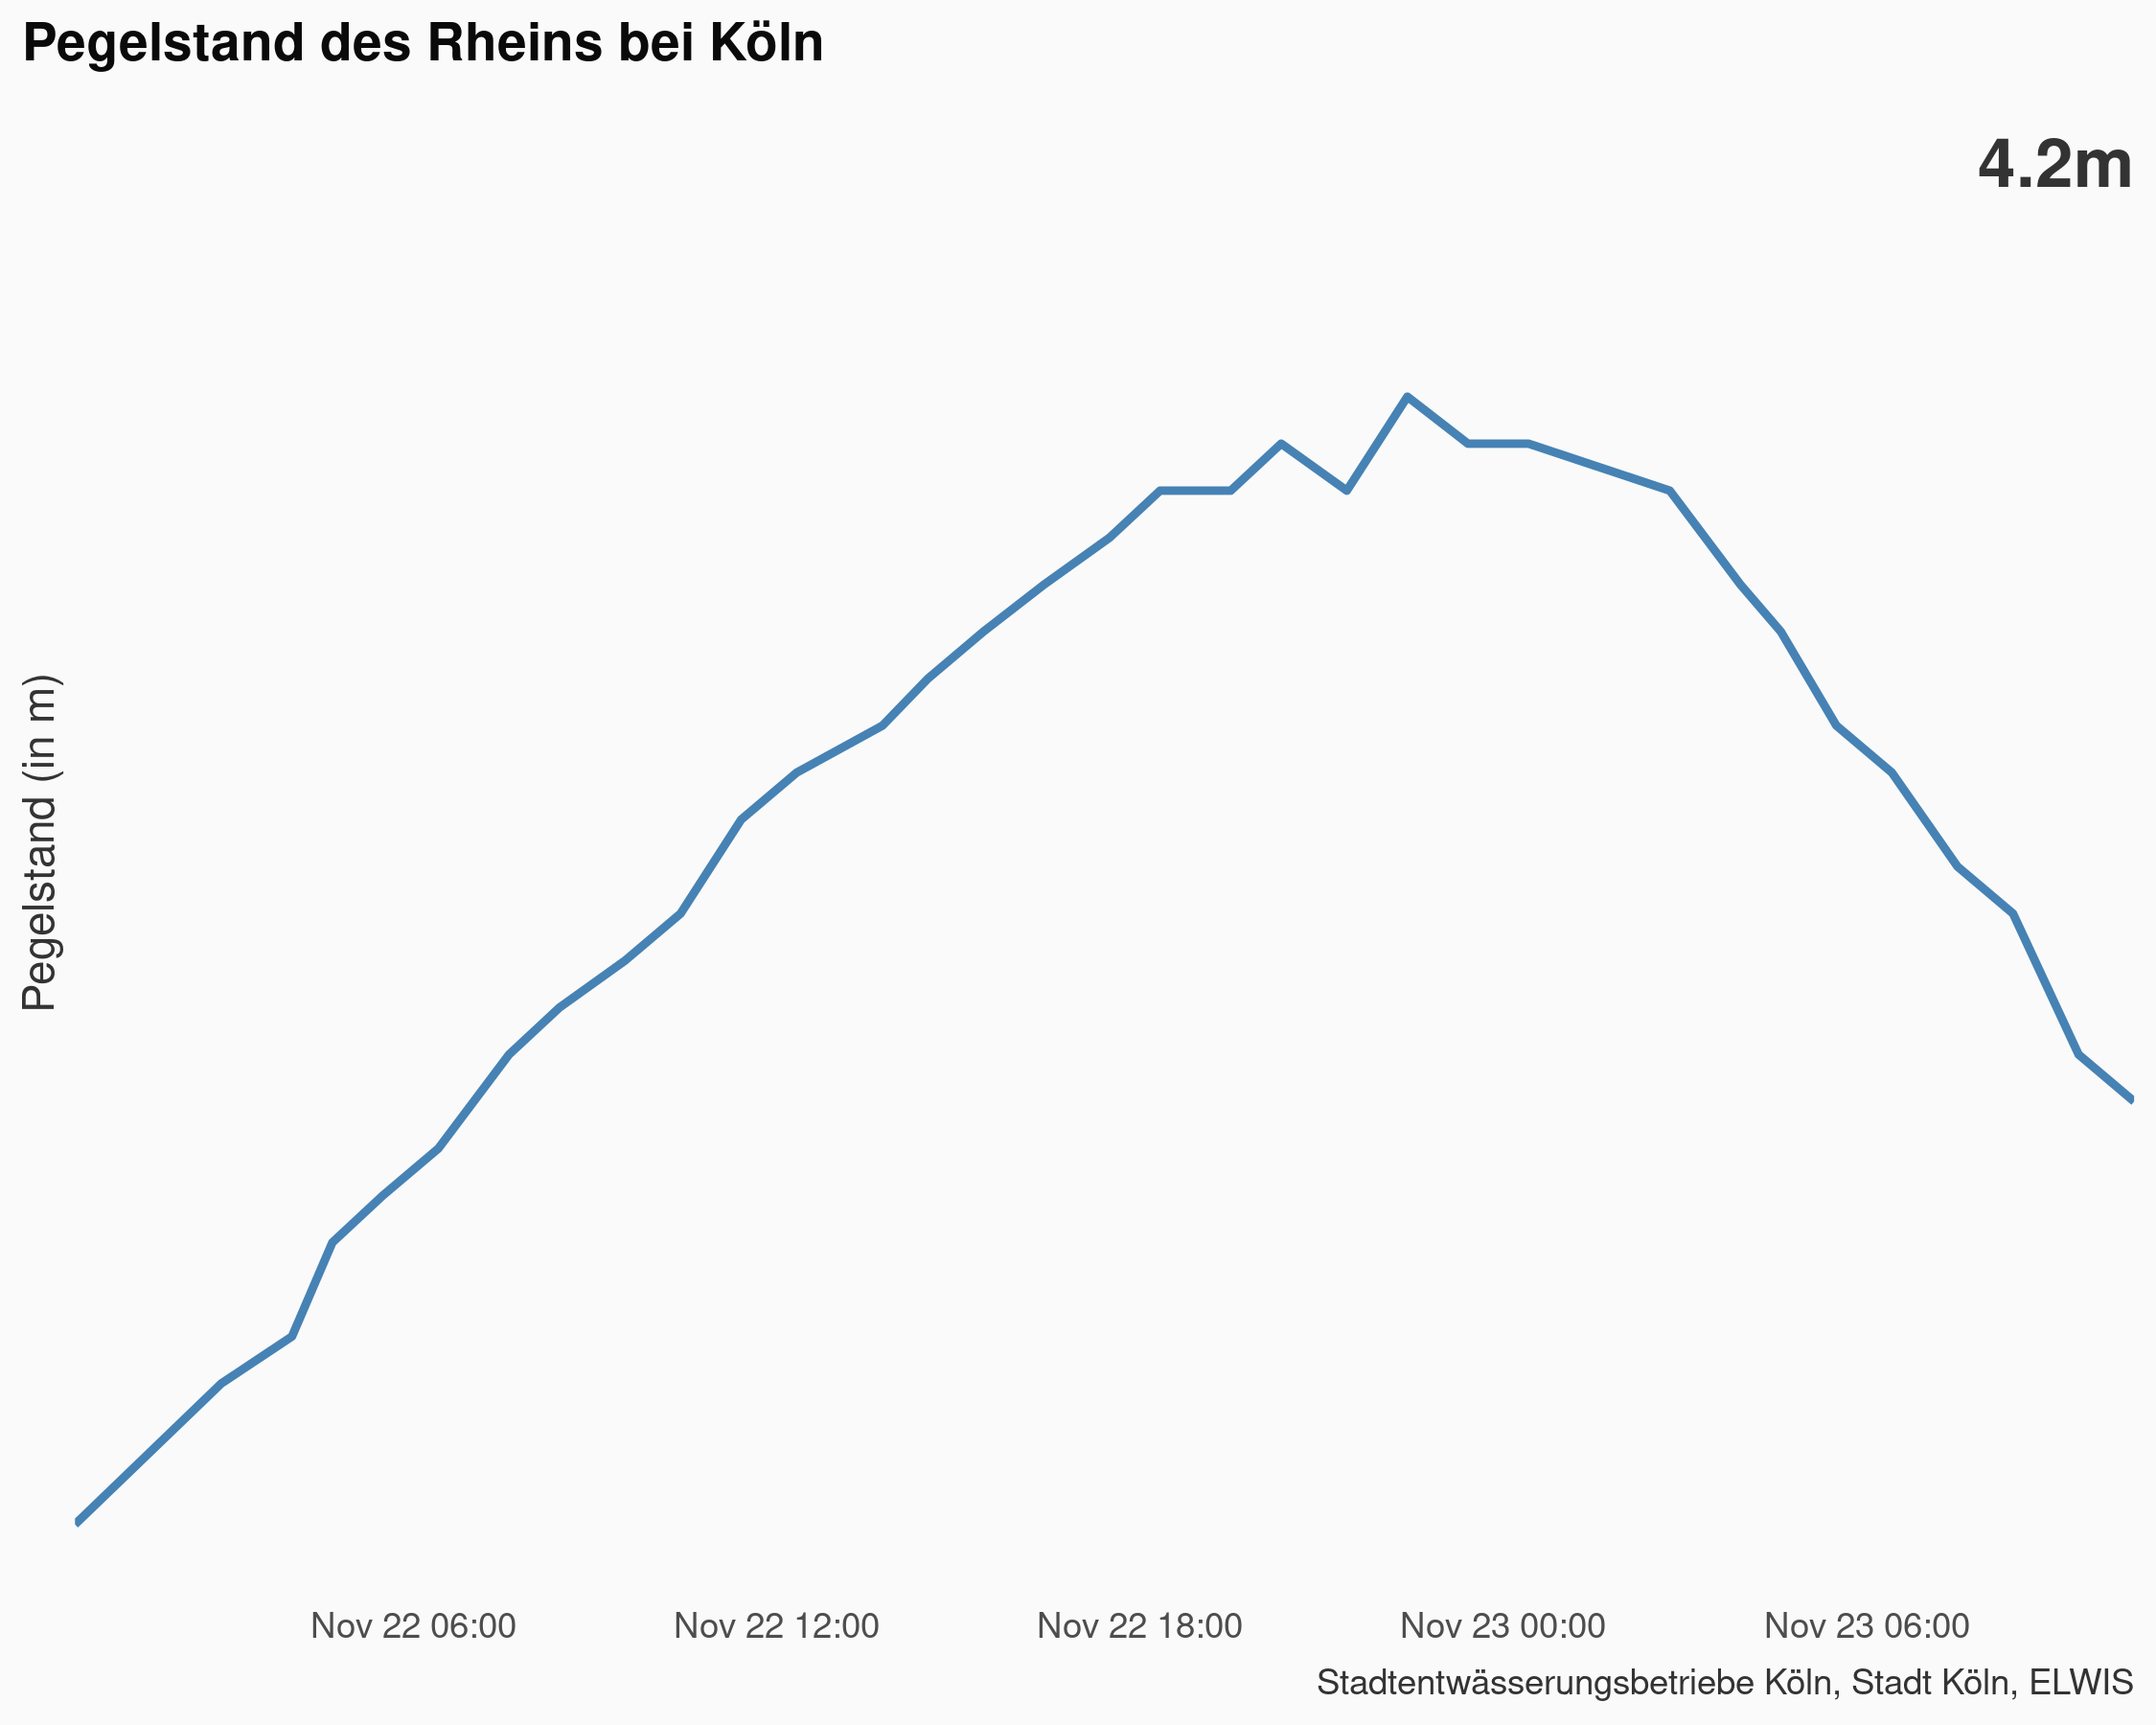 Pegelstand des Rheins bei Köln
4.2m
Pegelstand (in m)
Nov 22 06:00
Nov 22 12:00
Nov 22 18:00
Nov 23 00:00
Nov 23 06:00
Stadtentwässerungsbetriebe Köln, Stadt Köln, ELWIS